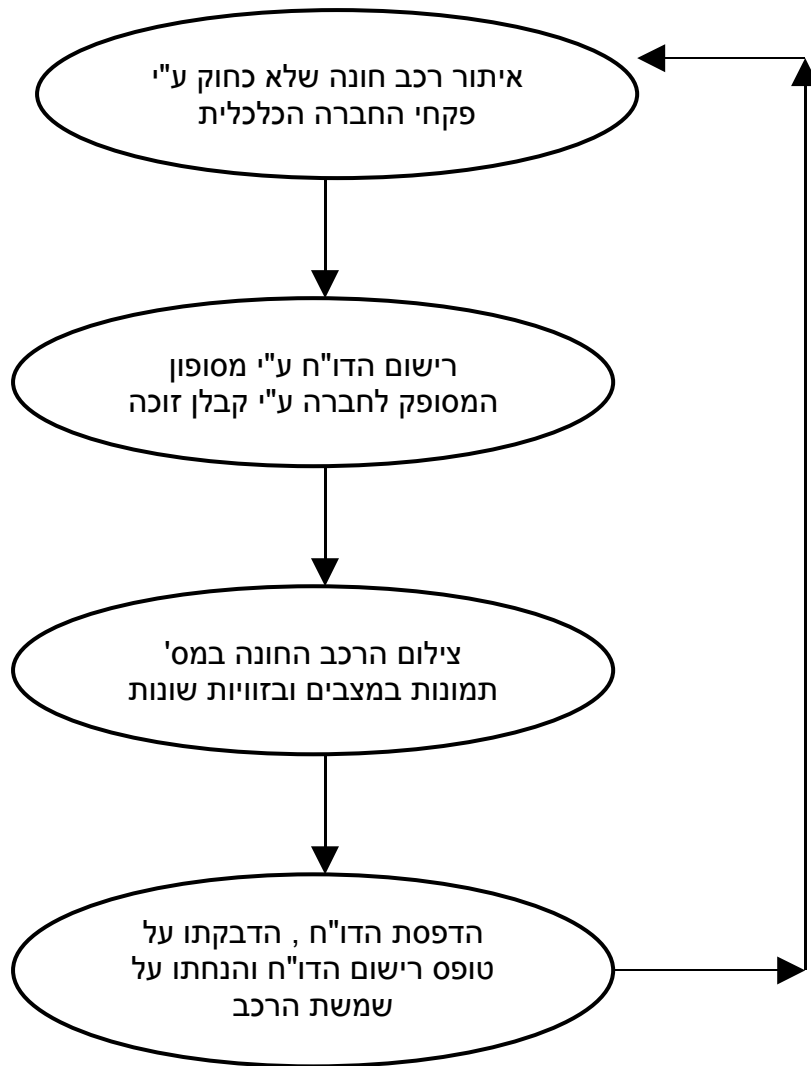 איתור רכב חונה שלא כחוק ע"י
פקחי החברה הכלכלית
רישום הדו"ח ע"י מסופון
המסופק לחברה ע"י קבלן זוכה
צילום הרכב החונה במס'
תמונות במצבים ובזוויות שונות
הדפסת הדו"ח , הדבקתו על
טופס רישום הדו"ח והנחתו על
שמשת הרכב